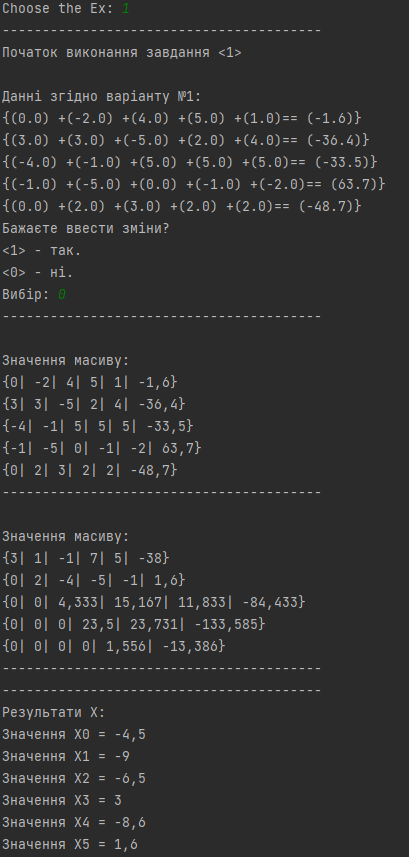 Choose the Ex: 1
----------------------------------------
Початок виконання завдання <1>
Данні згідно варіанту №1:
{(0.0) +(-2.0) +(4.0) +(5.0) +(1.0)== (-1.6)}
{(3.0) +(3.0) +(-5.0) +(2.0) +(4.0)== (-36.4)}
{(-4.0) +(-1.0) +(5.0) +(5.0) +(5.0)== (-33.5)}
{(-1.0) +(-5.0) +(0.0) +(-1.0) +(-2.0)== (63.7)}
{(0.0) +(2.0) +(3.0) +(2.0) +(2.0)== (-48.7)}
Бажаєте ввести зміни?
<1> - так.
<0> - ні.
Вибір: 0
----------------------------------------
Значення масиву:
{0| -2| 4| 5| 1| -1,6}
{3| 3| -5| 2| 4| -36,4}
{-4| -1| 5| 5| 5| -33,5}
{-1| -5| 0| -1| -2| 63,7}
{0| 2| 3| 2| 2| -48,7}
----------------------------------------
Значення масиву:
{3| 1| -1| 7| 5| -38}
{0| 2| -4| -5| -1| 1,6}
{0| 0| 4,333| 15,167| 11,833| -84,433}
{0| 0| 0| 23,5| 23,731| -133,585}
{0| 0| 0| 0| 1,556| -13,386}
----------------------------------------
----------------------------------------
Результати X:
Значення X0 = -4,5
Значення X1 = -9
Значення X2 = -6,5
Значення X3 = 3
Значення X4 = -8,6
Значення X5 = 1,6